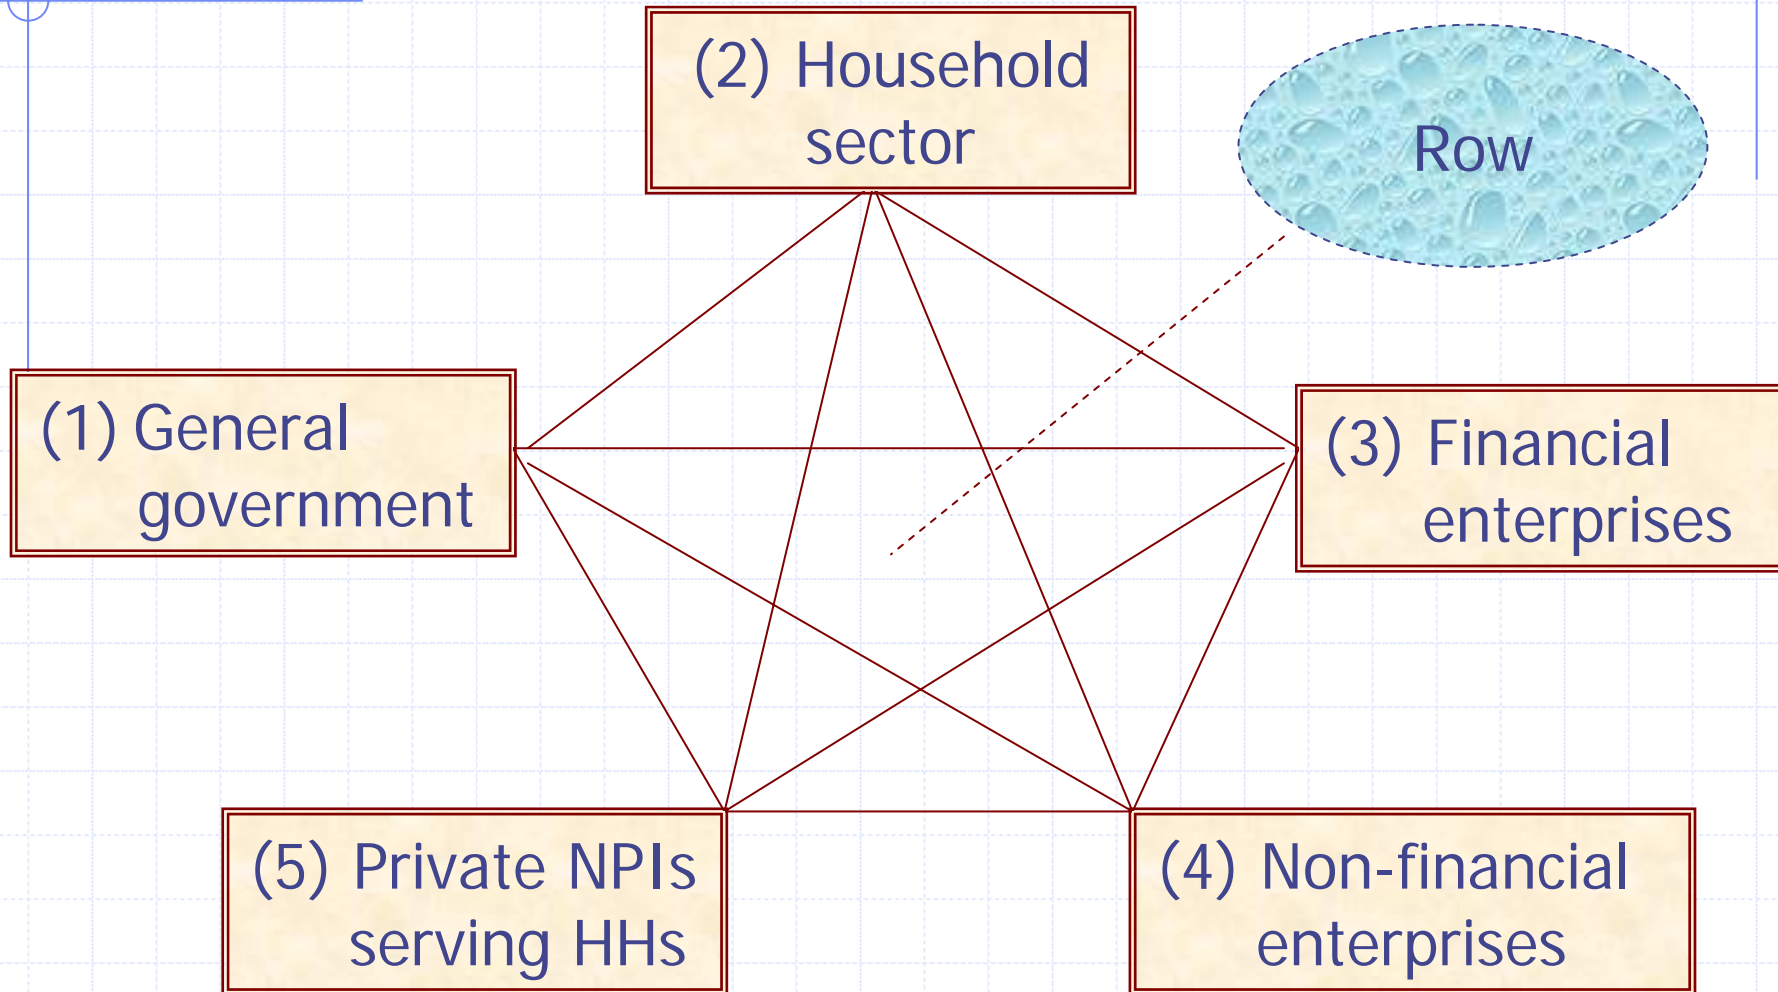 (2) Household
sector
Row
(1) General
government
(3) Financial
enterprises
(5) Private NPIs
serving HHs
(4) Non-financial
enterprises